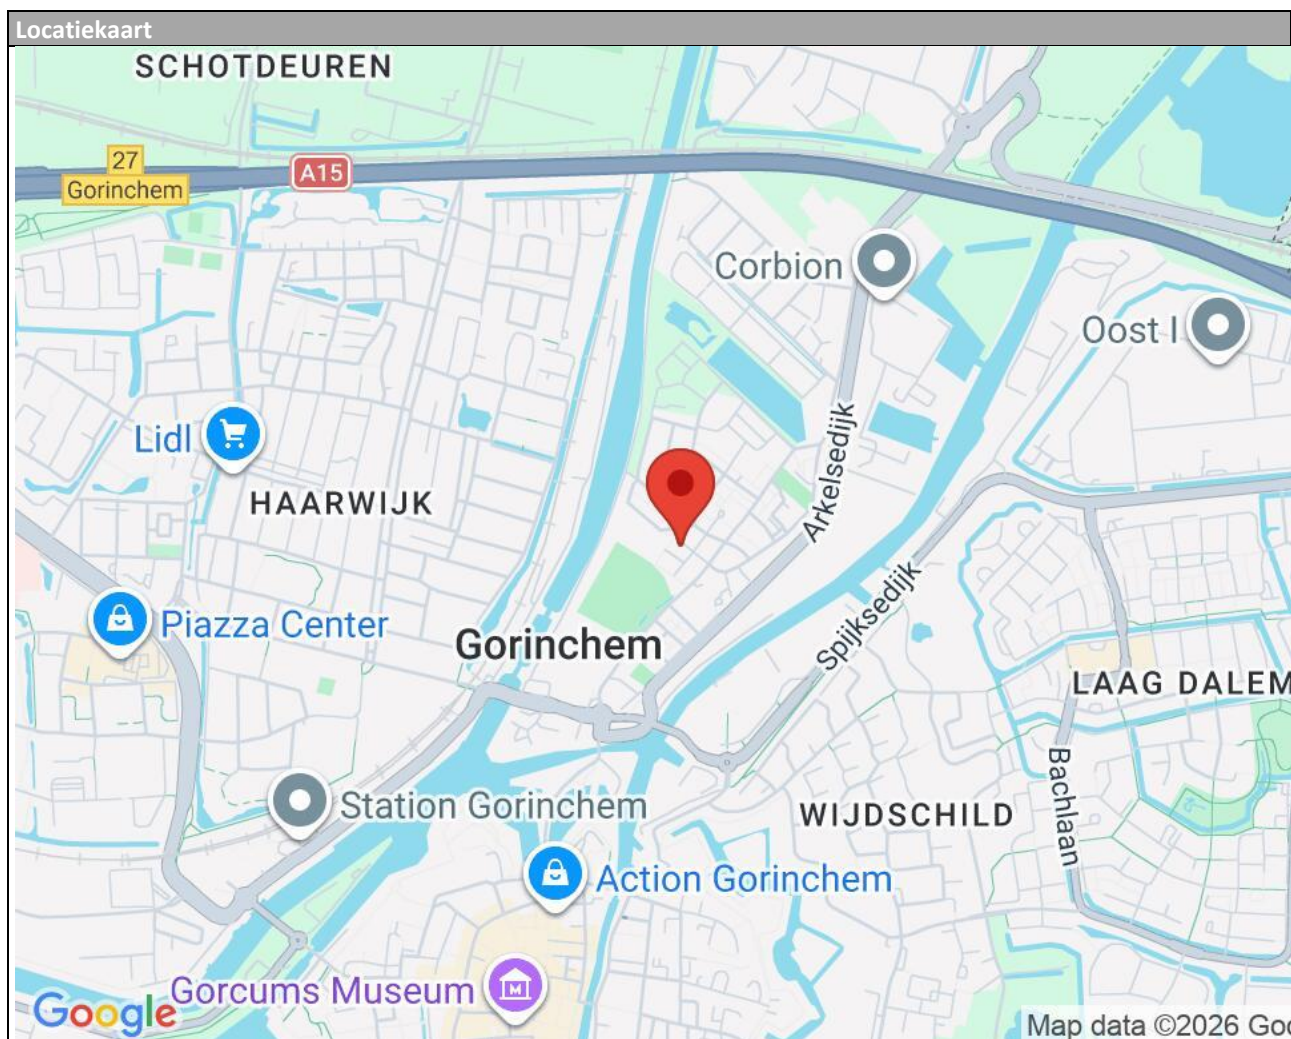 Locatiekaart
SCHOTDEUREN
27
Gorinchem
A15
Corbion
Oost I
Lidl
HAARWIJK
Arkelsedijk
Piazza Center
Gorinchem
Spijksedijk
LAAG DALEM
Bachlaan
Station Gorinchem
WIJDSCHILD
Action Gorinchem
Gorcums Museum
M
Google
Map data ©2026 Goo